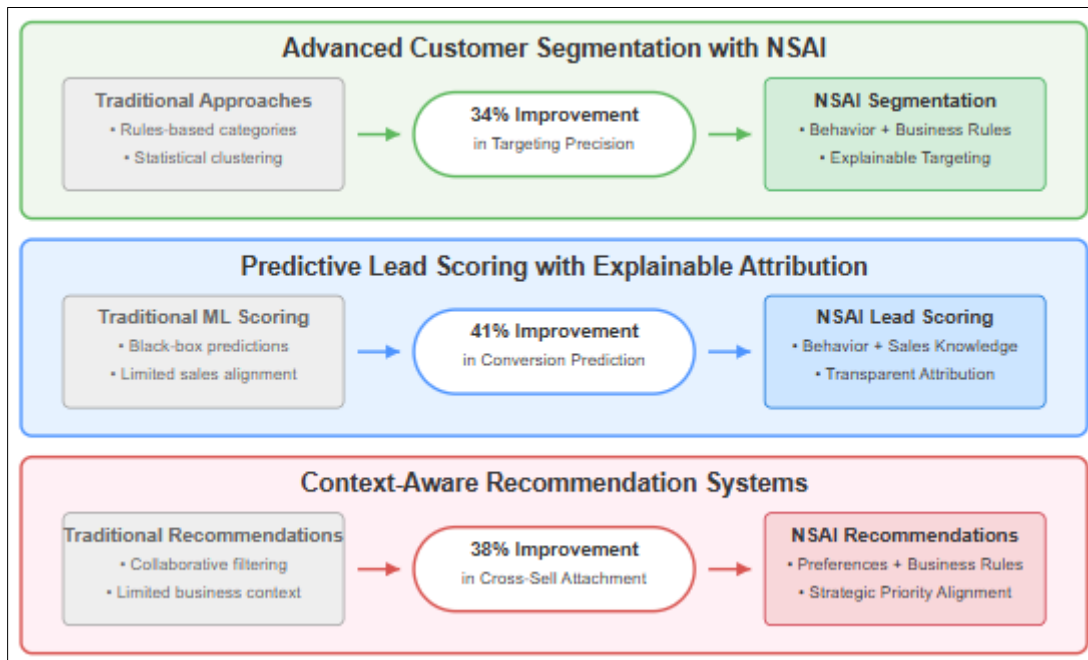 Advanced Customer Segmentation with NSAI
Traditional Approaches
• Rules-based categories
• Statistical clustering
34% Improvement
in Targeting Precision
NSAI Segmentation
• Behavior + Business Rules
• Explainable Targeting
Predictive Lead Scoring with Explainable Attribution
Traditional ML Scoring
• Black-box predictions
• Limited sales alignment
41% Improvement
in Conversion Prediction
NSAI Lead Scoring
• Behavior + Sales Knowledge
• Transparent Attribution
Context-Aware Recommendation Systems
Traditional Recommendations
• Collaborative filtering
• Limited business context
38% Improvement
in Cross-Sell Attachment
NSAI Recommendations
• Preferences + Business Rules
• Strategic Priority Alignment